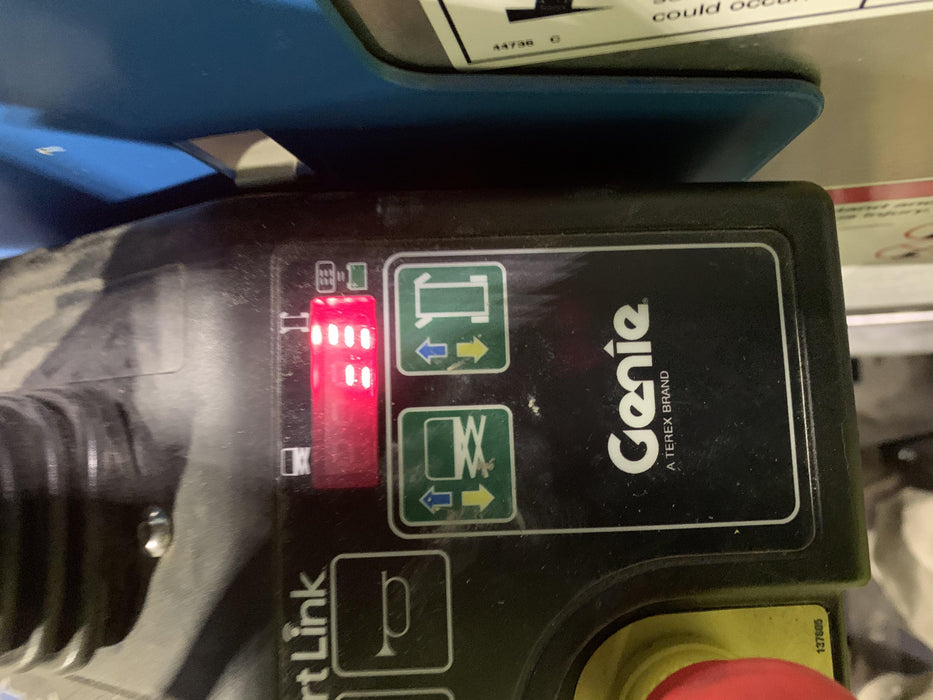 could occur
44736 C
Genie
A TEREX BRAND
rt Link
137605